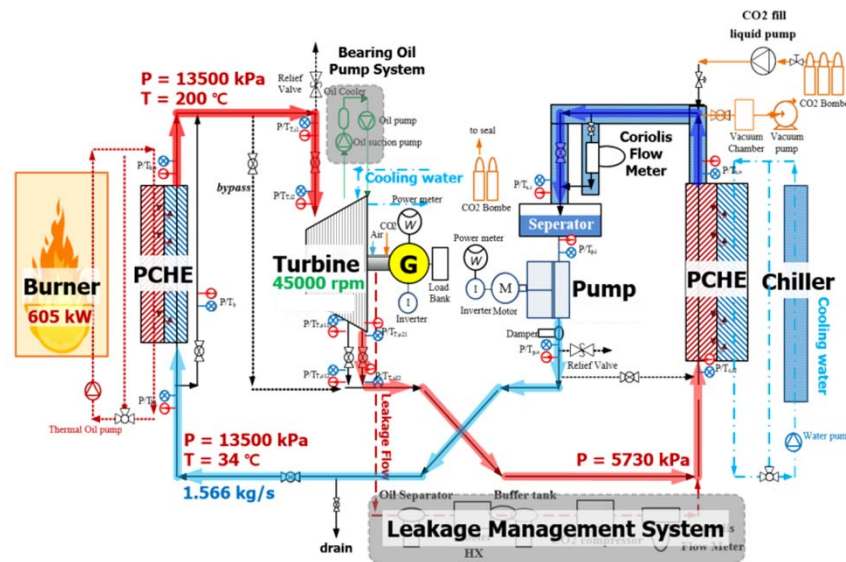 CO2 fill
liquid pump
CO2 Bombe
Vacuum
Chamber
Vacuum
pump
Bearing Oil
Pump System
Relief
Valve
Oil Cooler
Oil pump
Oil suction pump
P = 13500 kPa
T = 200 ℃
bypass
Cooling water
to seal
CO2 Bombe
Coriolis
Flow
Meter
Seperator
Power meter
W
Air
CO2
G
Load
Bank
I
Inverter
Turbine
45000 rpm
Power meter
W
I
Inverter
M
Motor
Pump
Damper
Relief Valve
Burner
605 kW
PCHE
PCHE
Chiller
Cooling water
Thermal Oil pump
Leakage Flow
P = 13500 kPa
T = 34 ℃
1.566 kg/s
P = 5730 kPa
drain
Oil Separator
Buffer tank
Leakage Management System
HX
Flow Meter